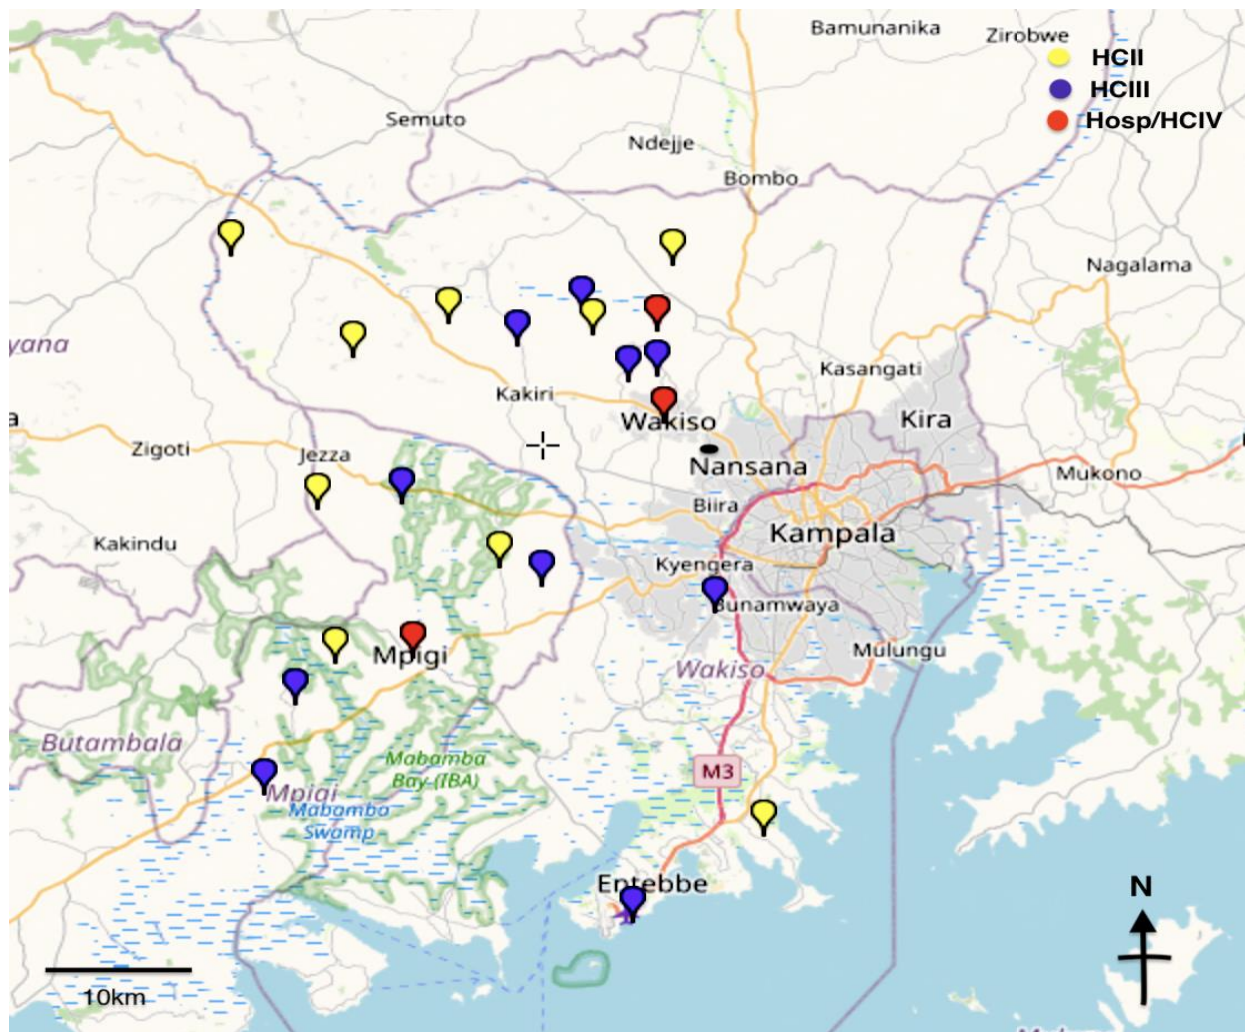 Bamunanika
Zirobwe
HCII
HCIII
Hosp/HCIV
Semuto
Ndejje
Bombo
Nagalama
yana
Kasangati
Kakiri
Wakiso
Kira
a
Zigoti
Jezza
Nansana
Mukono
Biira
Kampala
Kakindu
Kyengera
Bunamwaya
Mpigi
Mulungu
Wakiso
Butambala
Mabamba
Bay (IBA)
M3
Mpigi
Mabamba
Swamp
Entebbe
N
10km